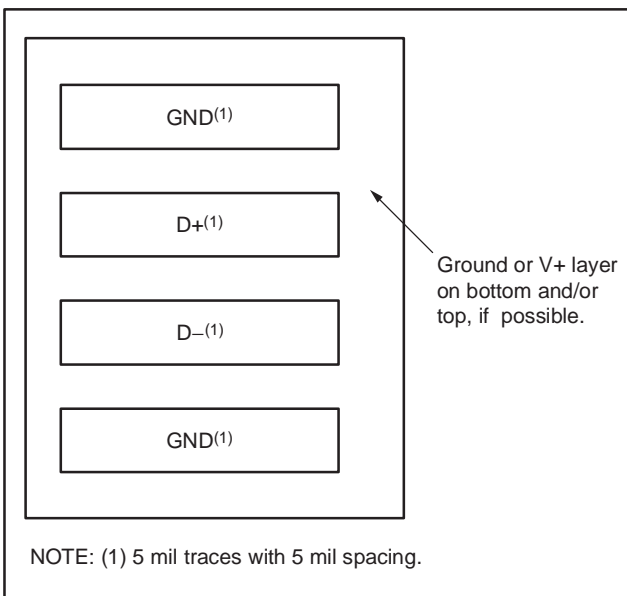 GND(1)
D+(1)
D–(1)
GND(1)
Ground or V+ layer
on bottom and/or
top, if possible.
NOTE: (1) 5 mil traces with 5 mil spacing.